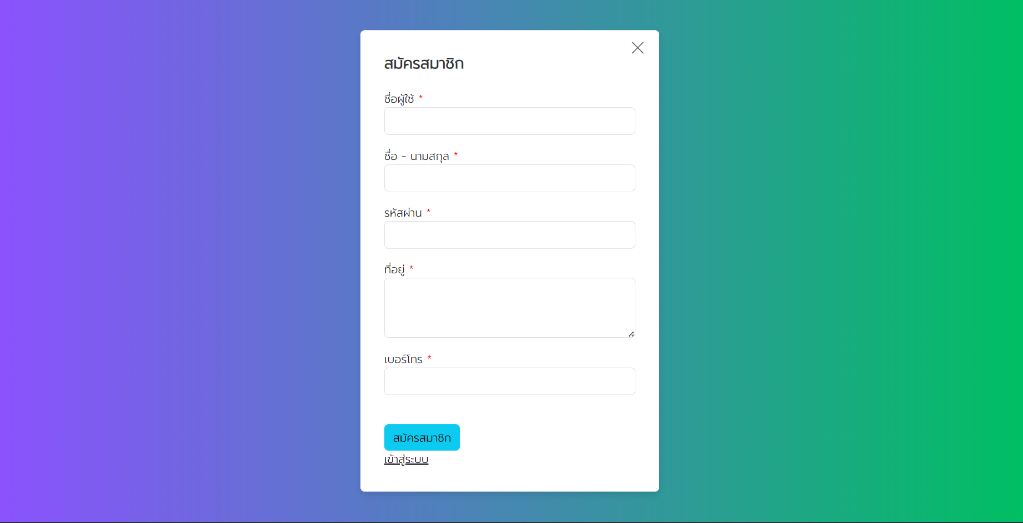 สมัครสมาชิก
ชื่อผู้ใช้ *
ชื่อ - นามสกุล *
รหัสผ่าน *
ที่อยู่ *
เบอร์โทร *
สมัครสมาชิก
เข้าสู่ระบบ